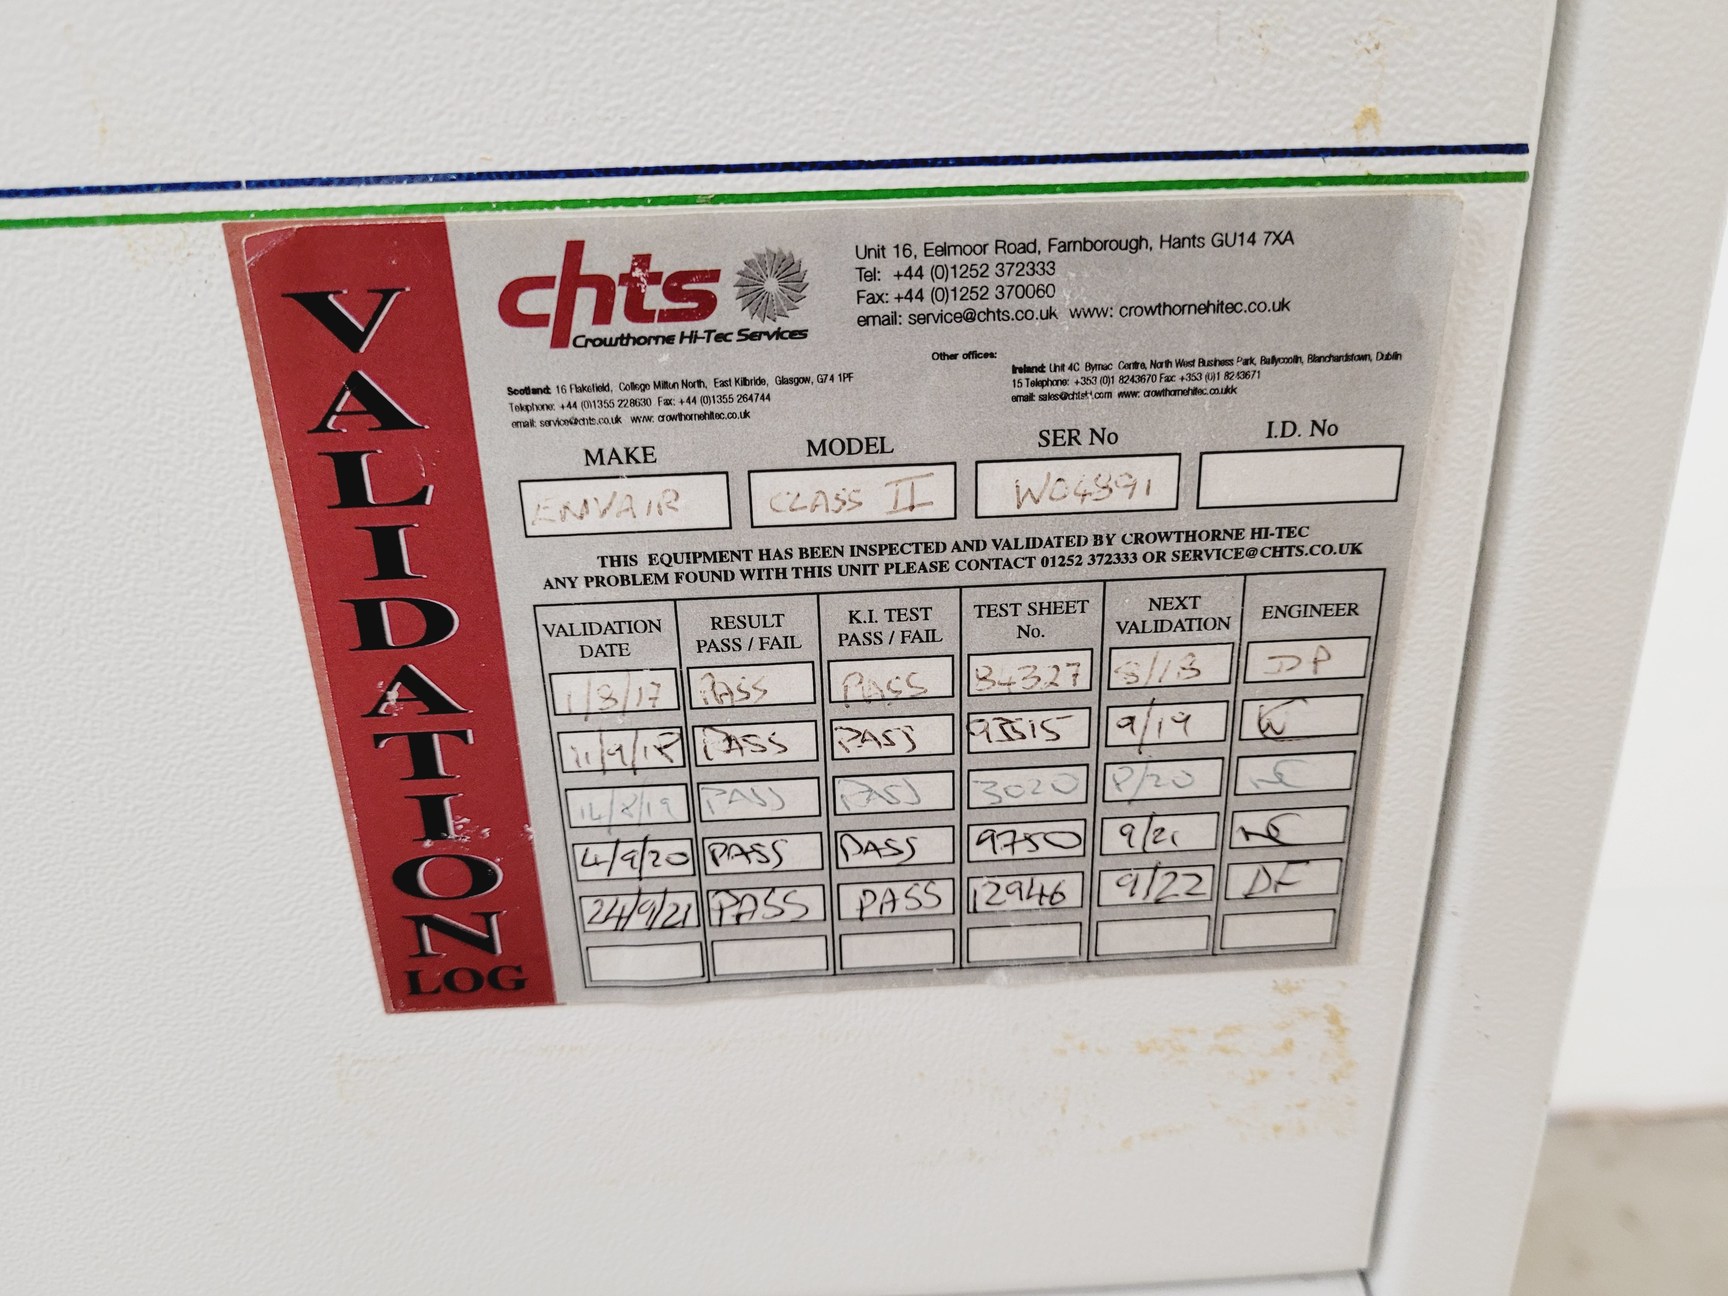 VALIDATION
LOG
chts
Crowthorne Hi-Tec Services
Unit 16, Eelmoor Road, Farnborough, Hants GU14 7XA
Tel: +44 (0)1252 372333
Fax: +44 (0)1252 370060
email: service@chts.co.uk www: crowthornehitec.co.uk
Other offices:
Scotland: 16 Flakefield, College Milton North, East Kilbride, Glasgow, G74 1PF
Telephone: +44 (0)1355 228630 Fax: +44 (0)1355 264744
email: service@chts.co.uk www: crowthornehitec.co.uk
Ireland: Unit 4C Bymac Centre, North West Business Park, Ballycoolin, Blanchardstown, Dublin
15 Telephone: +353 (0)1 8243670 Fax: +353 (0)1 8243671
email: www: crowthornehitec.co.ukk
MAKE MODEL SER No I.D. No
ENVAIR CLASS II W04891
THIS EQUIPMENT HAS BEEN INSPECTED AND VALIDATED BY CROWTHORNE HI-TEC
ANY PROBLEM FOUND WITH THIS UNIT PLEASE CONTACT 01252 372333 OR SERVICE@CHTS.CO.UK
VALIDATION DATE RESULT PASS / FAIL K.I. TEST PASS / FAIL TEST SHEET No. NEXT VALIDATION ENGINEER
1/8/17 PASS PASS 84327 8/18 DP
11/9/18 PASS PASS 9/19
14/8/19 PASS PASS 3020 8/20 NC
4/9/20 PASS PASS 9750 9/21 NC
24/9/21 PASS PASS 12946 9/22 DF